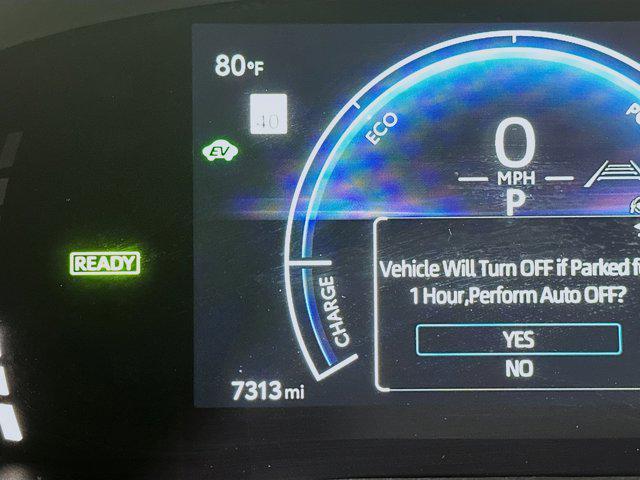 80°F
40
ECO
EV
0
MPH
P
READY
Vehicle Will Turn OFF if Parked
1 Hour,Perform Auto OFF?
CHARGE
YES
NO
7313 mi